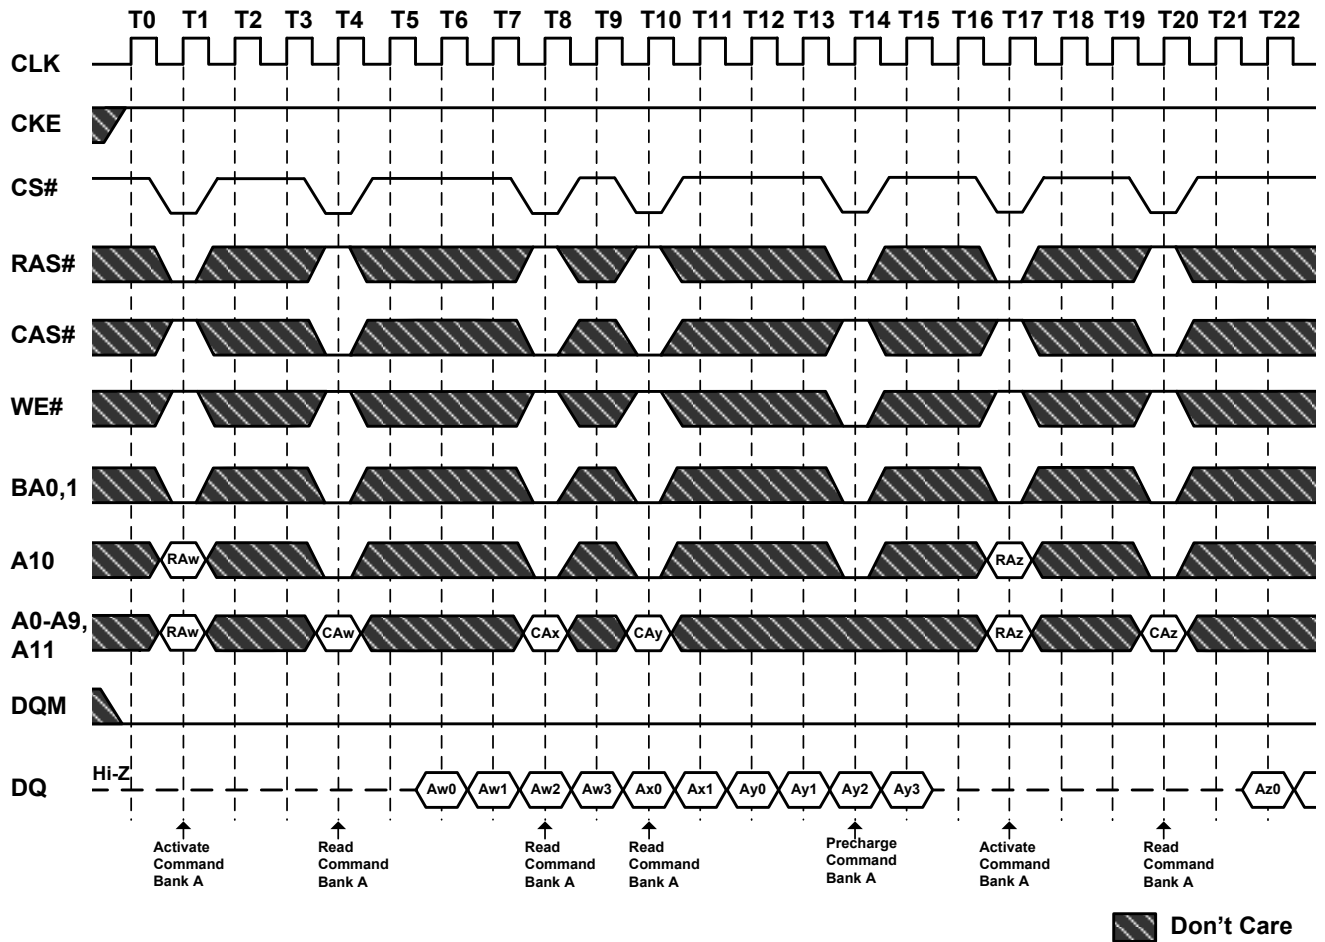 T0 T1 T2 T3 T4 T5 T6 T7 T8 T9 T10 T11 T12 T13 T14 T15 T16 T17 T18 T19 T20 T21 T22
CLK
CKE
CS#
RAS#
CAS#
WE#
BA0,1
A10 RAw RAz
A0-A9,
A11 RAw CAw CAx CAy RAz CAz
DQM
Hi-Z
DQ Aw0 Aw1 Aw2 Aw3 Ax0 Ax1 Ay0 Ay1 Ay2 Ay3 Az0
Activate
Command
Bank A
Read
Command
Bank A
Read
Command
Bank A
Read
Command
Bank A
Precharge
Command
Bank A
Activate
Command
Bank A
Read
Command
Bank A
Don't Care